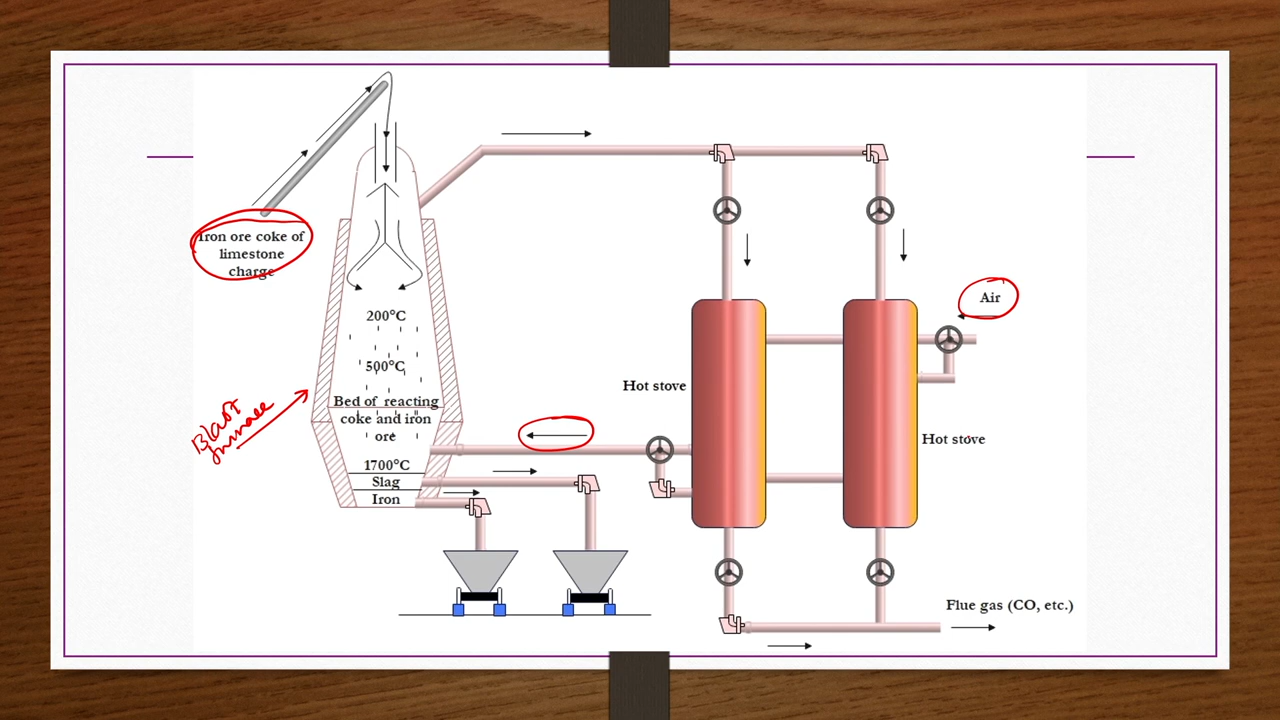 Iron ore coke of
limestone
charge
200°C
500°C
Bed of reacting
coke and iron
ore
1700°C
Slag
Iron
Blast
furnace
Hot stove
Hot stove
Air
Flue gas (CO, etc.)